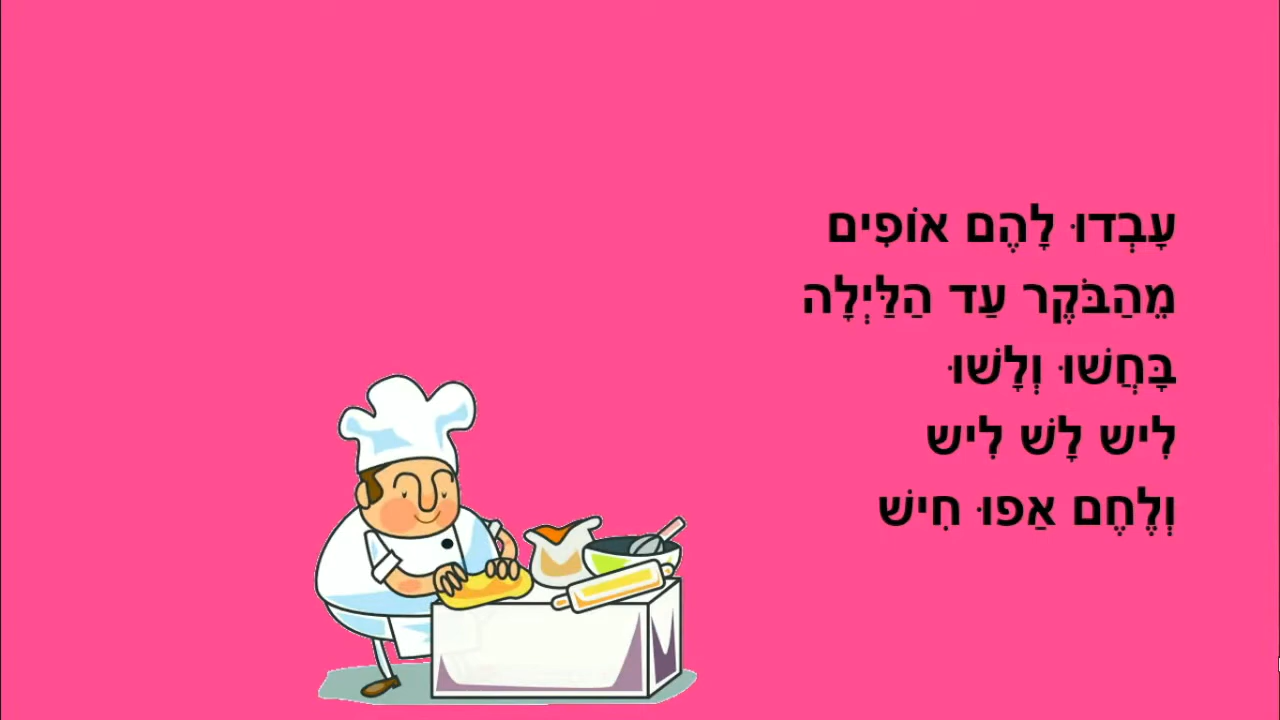 עָבְדוּ לָהֶם אוֹפִים
מֵהַבֹּקֶר עַד הַלַּיְלָה
בָּחֲשׁוּ וְלָשׁוּ
לִיש לָשׁ לִיש
וְלֶחֶם אַפוּ חִישׁ